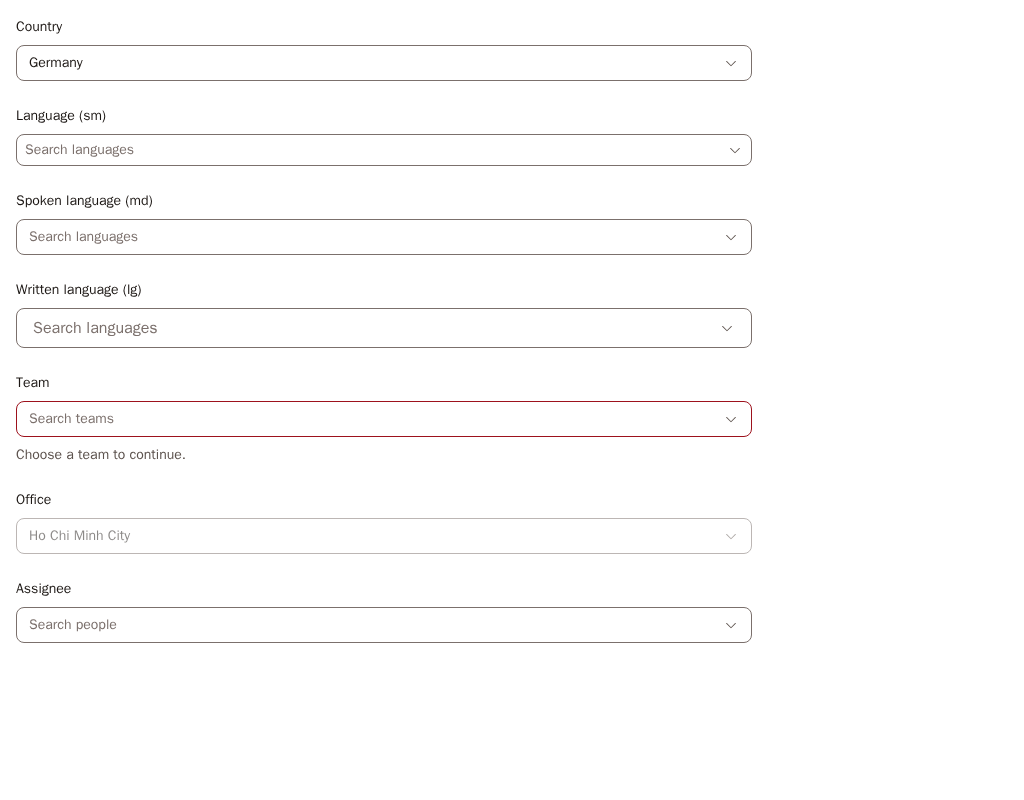 Country
Germany
Language (sm)
Search languages
Spoken language (md)
Search languages
Written language (lg)
Search languages
Team
Search teams
Choose a team to continue.
Office
Ho Chi Minh City
Assignee
Search people